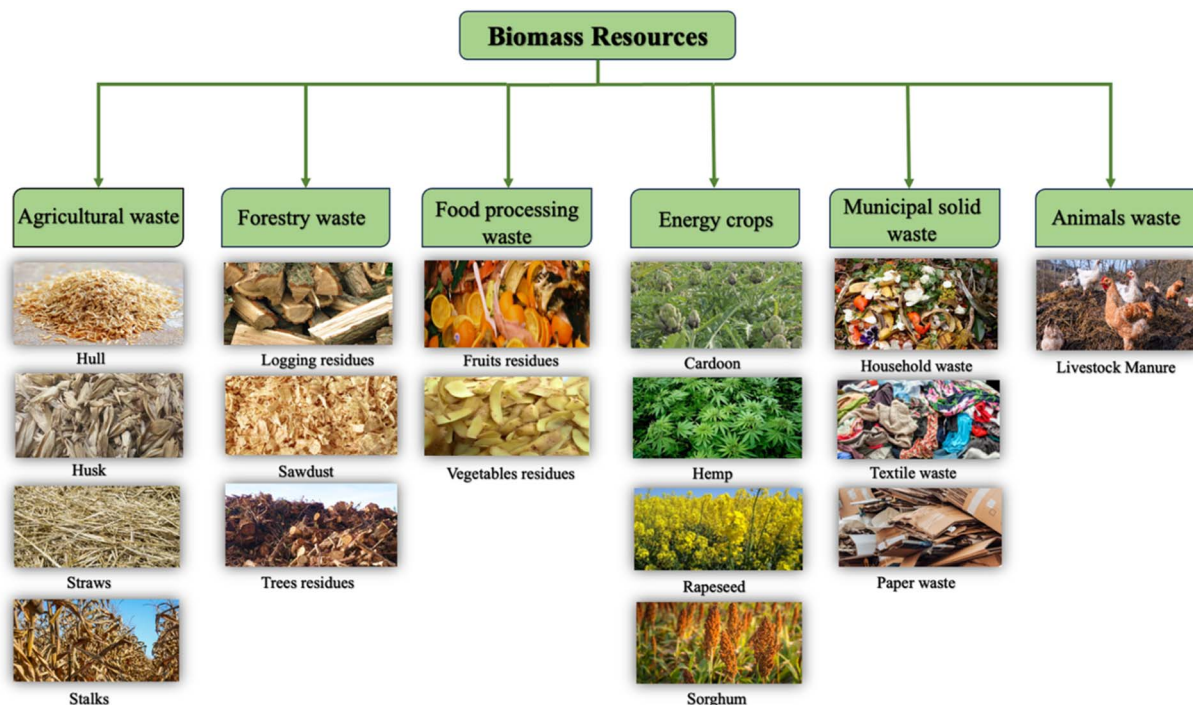 Biomass Resources
Agricultural waste
Forestry waste
Food processing
waste
Energy crops
Municipal solid
waste
Animals waste
Hull
Logging residues
Fruits residues
Cardoon
Household waste
Livestock Manure
Husk
Sawdust
Vegetables residues
Hemp
Textile waste
Straws
Trees residues
Rapeseed
Paper waste
Stalks
Sorghum